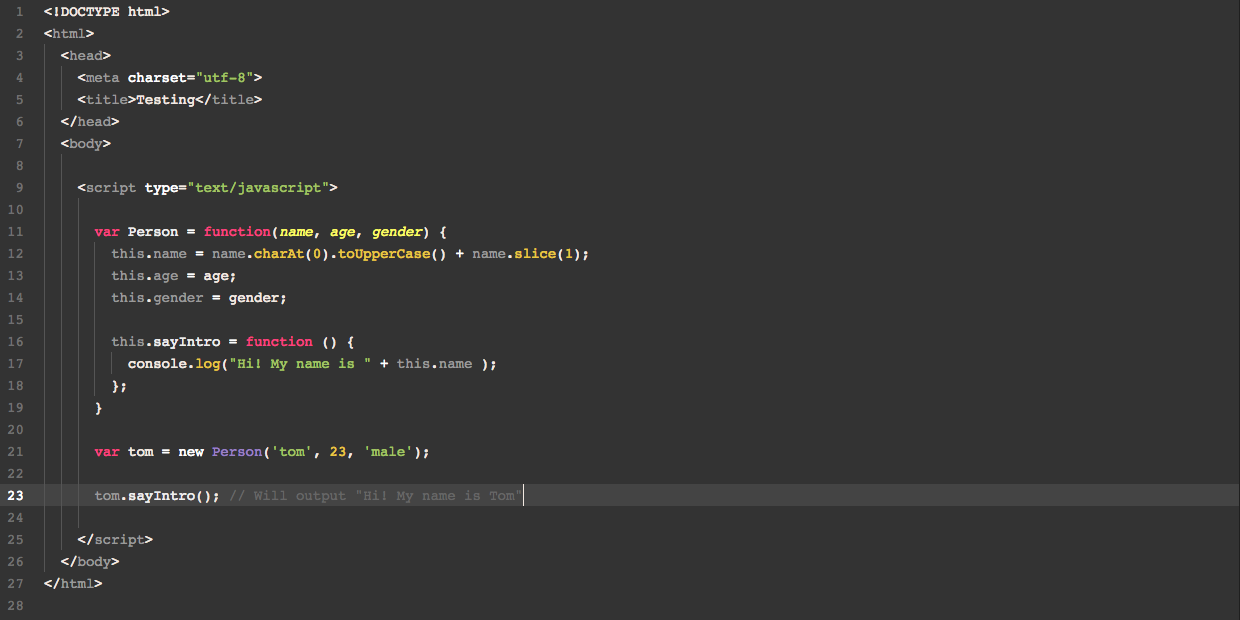 1 <!DOCTYPE html>
2 <html>
3   <head>
4     <meta charset="utf-8">
5     <title>Testing</title>
6   </head>
7   <body>
8
9     <script type="text/javascript">
10
11       var Person = function(name, age, gender) {
12         this.name = name.charAt(0).toUpperCase() + name.slice(1);
13         this.age = age;
14         this.gender = gender;
15
16         this.sayIntro = function () {
17           console.log("Hi! My name is " + this.name );
18         };
19       }
20
21       var tom = new Person('tom', 23, 'male');
22
23       tom.sayIntro(); // Will output "Hi! My name is Tom"
24
25     </script>
26   </body>
27 </html>
28